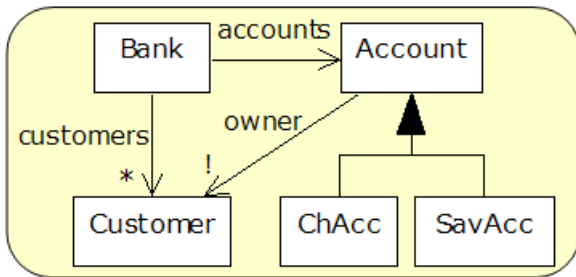 accounts
Bank
Account
customers
owner
*
!
Customer
ChAcc
SavAcc